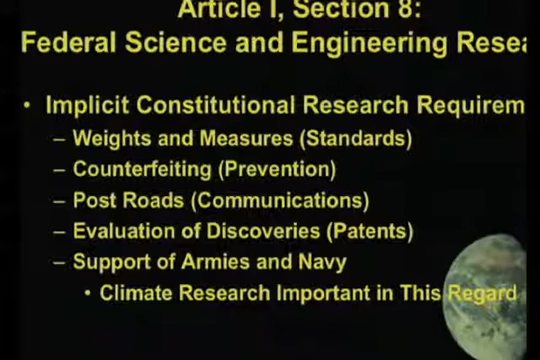 Article I, Section 8:
Federal Science and Engineering Resea
• Implicit Constitutional Research Requirem
– Weights and Measures (Standards)
– Counterfeiting (Prevention)
– Post Roads (Communications)
– Evaluation of Discoveries (Patents)
– Support of Armies and Navy
• Climate Research Important in This Regard